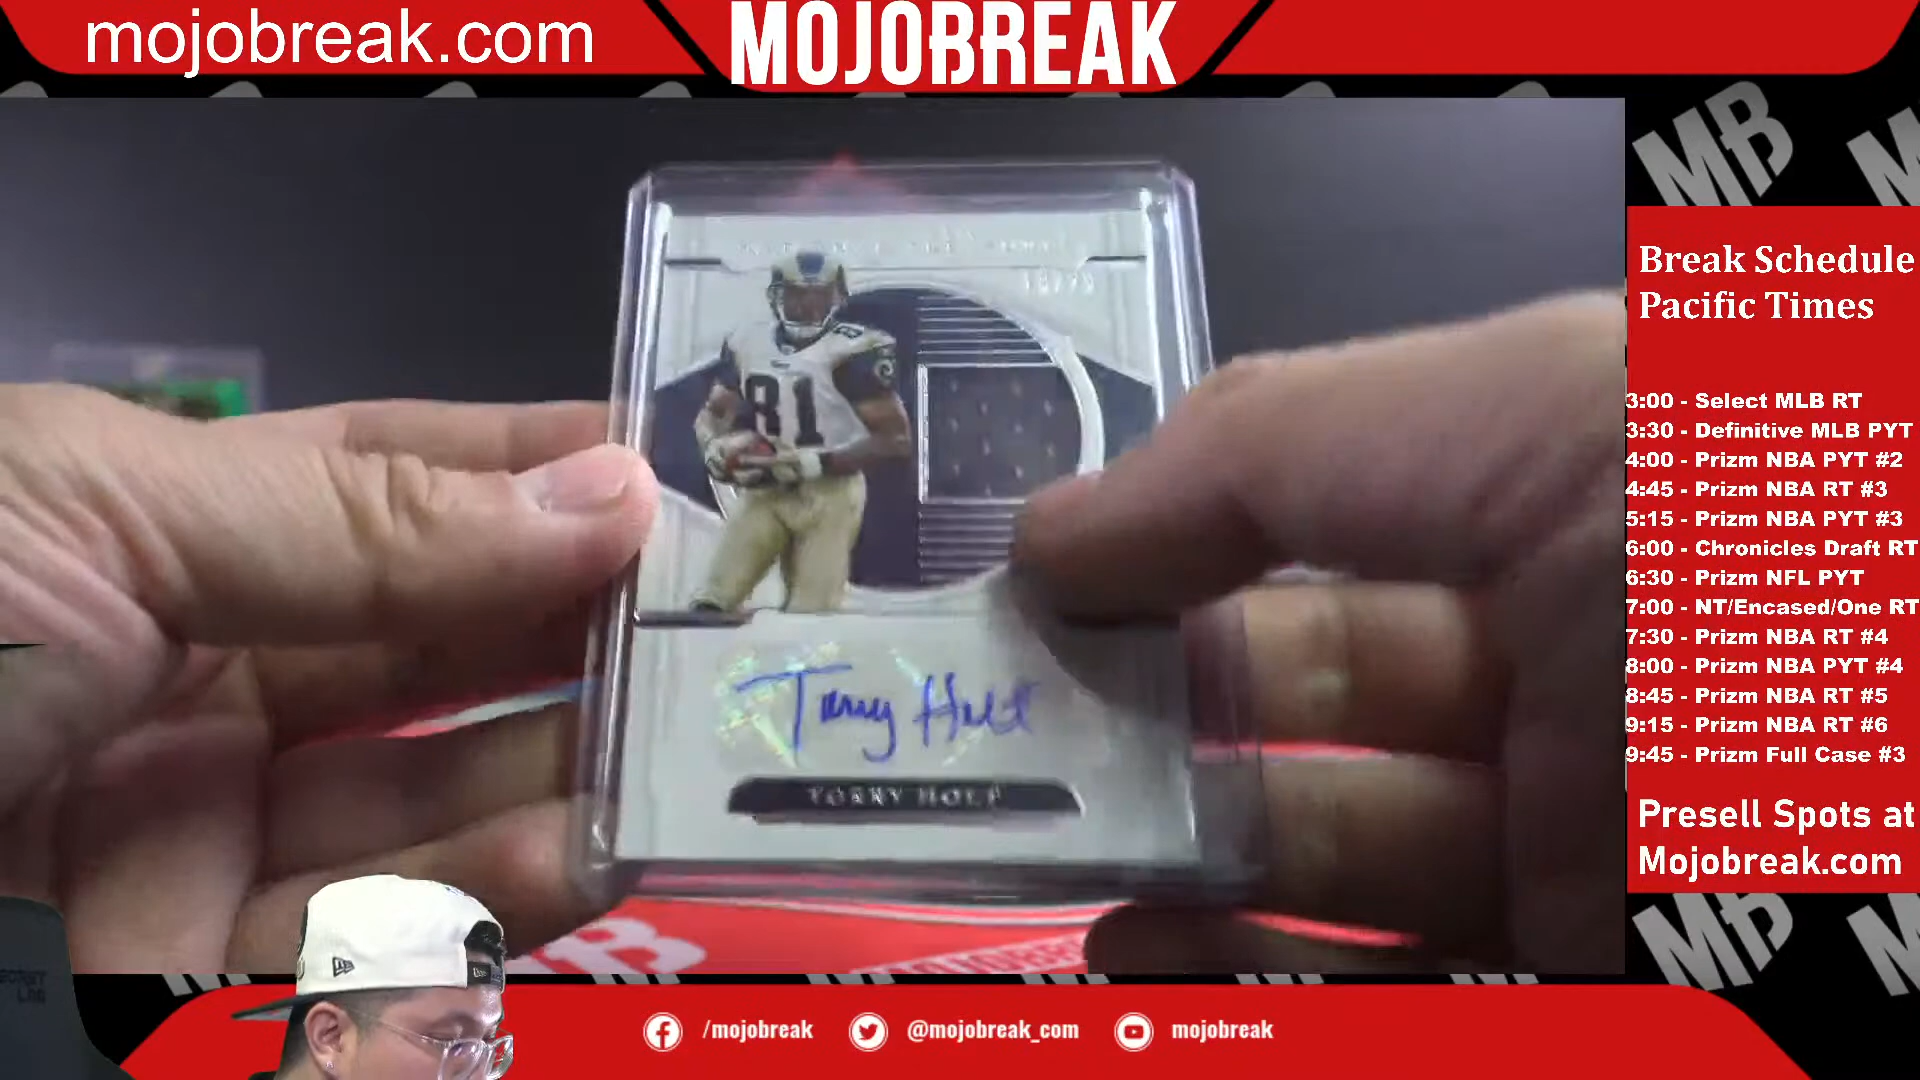 mojobreak.com
MOJOBREAK
MB
Break Schedule
Pacific Times
3:00 - Select MLB RT
3:30 - Definitive MLB PYT
4:00 - Prizm NBA PYT #2
4:45 - Prizm NBA RT #3
5:15 - Prizm NBA PYT #3
6:00 - Chronicles Draft RT
6:30 - Prizm NFL PYT
7:00 - NT/Encased/One RT
7:30 - Prizm NBA RT #4
8:00 - Prizm NBA PYT #4
8:45 - Prizm NBA RT #5
9:15 - Prizm NBA RT #6
9:45 - Prizm Full Case #3
Presell Spots at
Mojobreak.com
MB
81
Torry Holt
TORRY HOLT
/mojobreak
@mojobreak_com
mojobreak